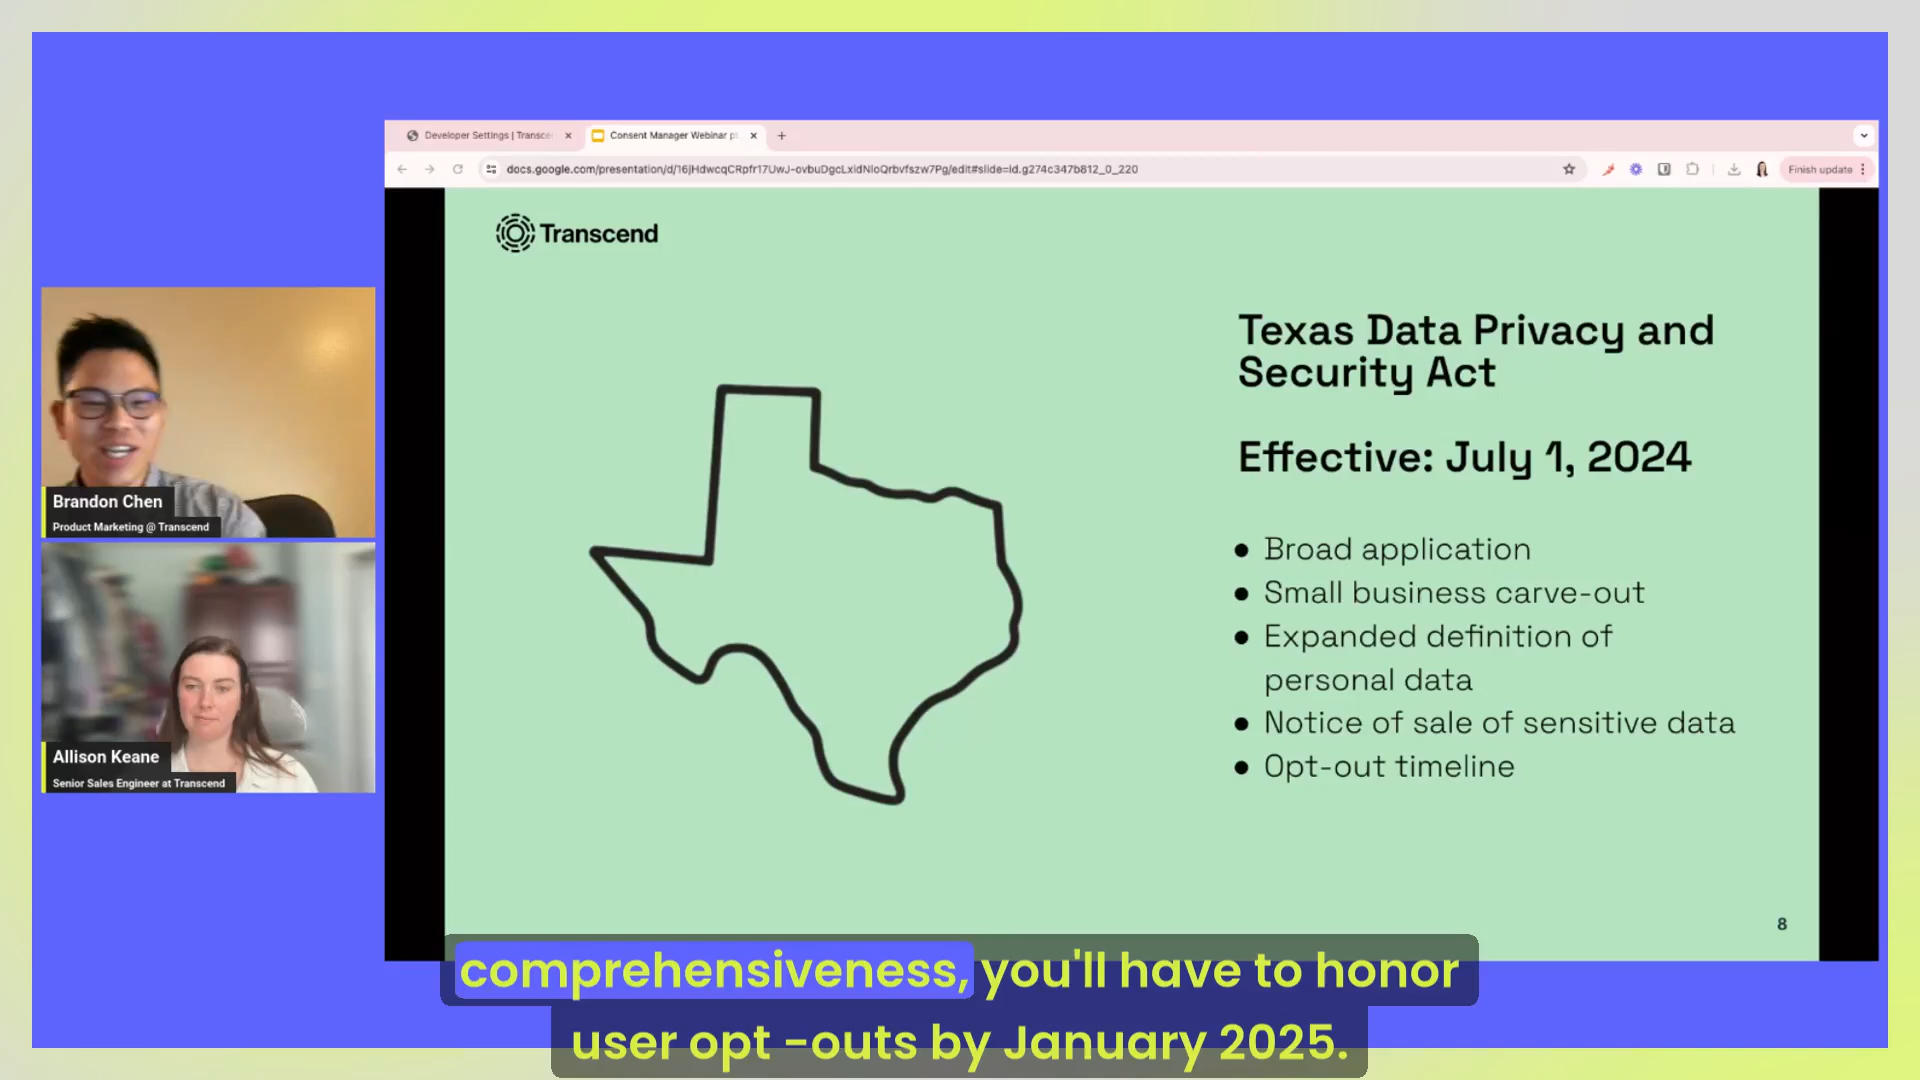 Developer Settings | Transce
Consent Manager Webinar p
docs.google.com/presentation/d/16jHdwcqCRpfr17UwJ-ovbuDgcLxidNloQrbvfszw7Pg/edit#slide=id.g274c347b812_0_220
Finish update
Transcend
Texas Data Privacy and
Security Act
Effective: July 1, 2024
● Broad application
● Small business carve-out
● Expanded definition of
personal data
● Notice of sale of sensitive data
● Opt-out timeline
8
Brandon Chen
Product Marketing @ Transcend
Allison Keane
Senior Sales Engineer at Transcend
comprehensiveness, you'll have to honor
user opt -outs by January 2025.